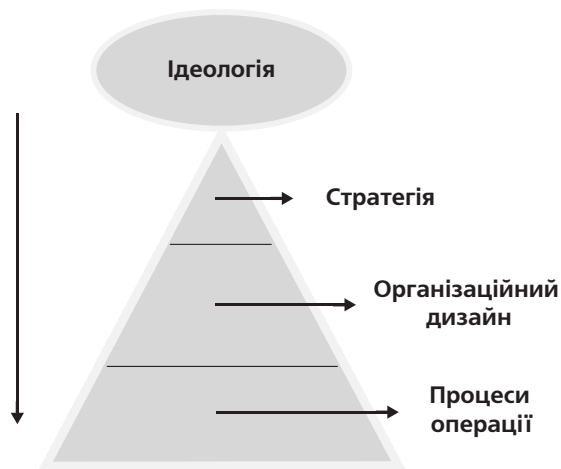 Ідеологія
Стратегія
Організаційний
дизайн
Процеси
операції